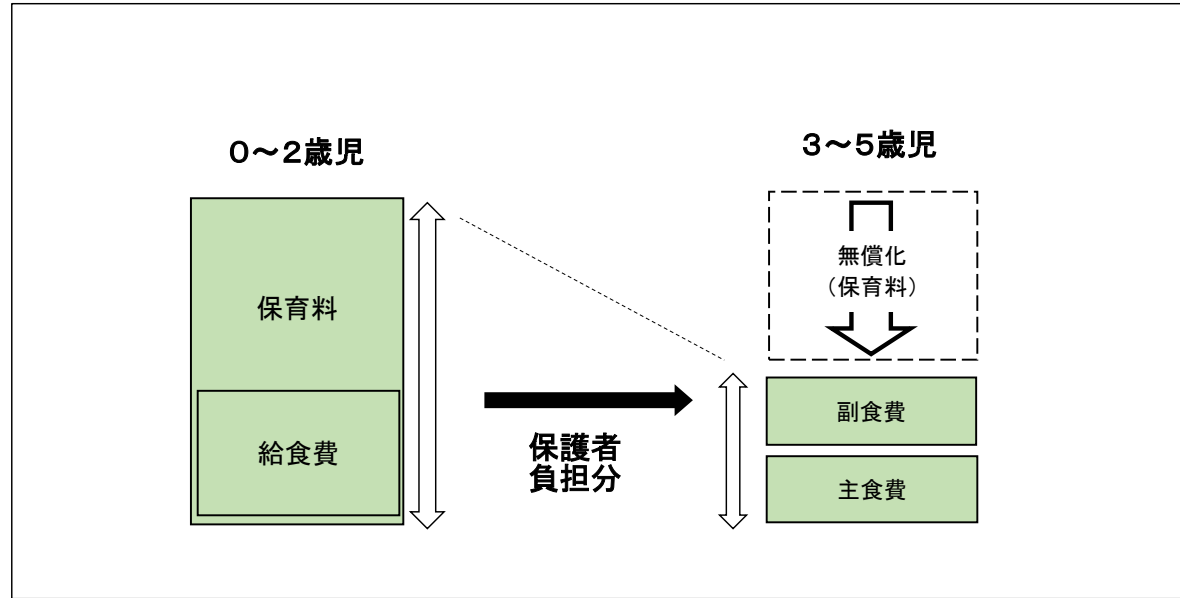 ０～２歳児
保育料
給食費
保護者
負担分
３～５歳児
無償化
（保育料）
副食費
主食費